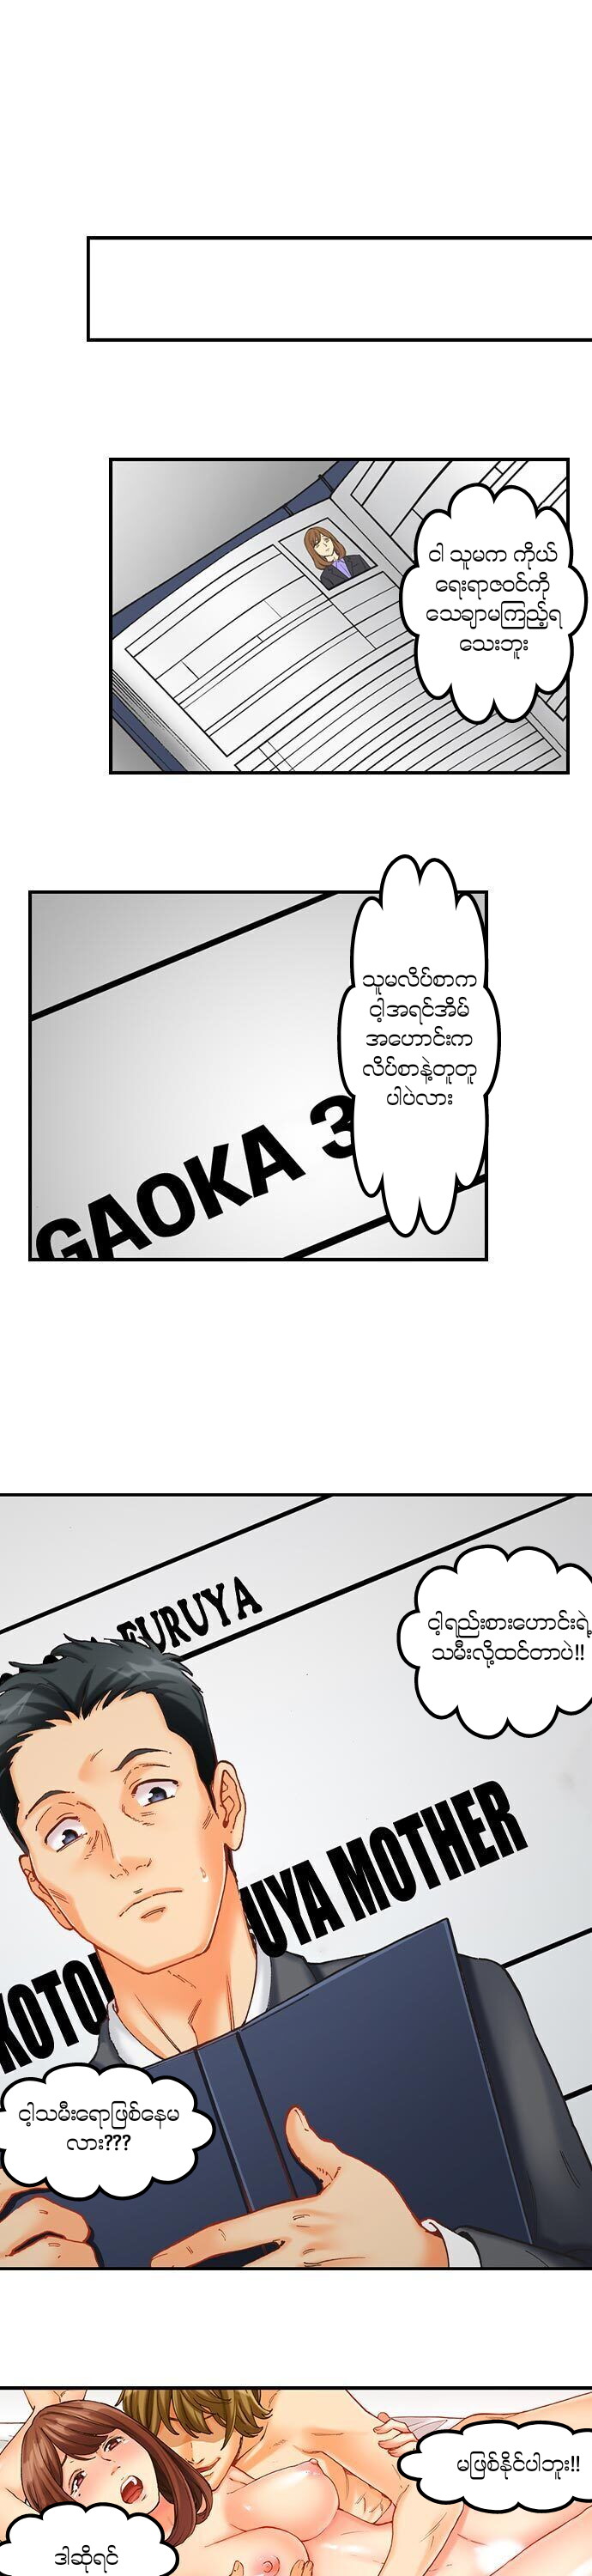 ငါ သူမက ကိုယ်
ရေးရာဇဝင်ကို
သေချာမကြည့်ရ
သေးဘူး
သူမလိပ်စာက
ငါ့အရင်အိမ်
အဟောင်းက
လိပ်စာနဲ့တူတူ
ပါပဲလား
GAOKA 3
FURUYA
ငါ့ရည်းစားဟောင်းရဲ့
သမီးလို့ထင်တာပဲ!!
KOTO UYA MOTHER
ငါ့သမီးရောဖြစ်နေမ
လား???
မဖြစ်နိုင်ပါဘူး!!
ဒါဆိုရင်